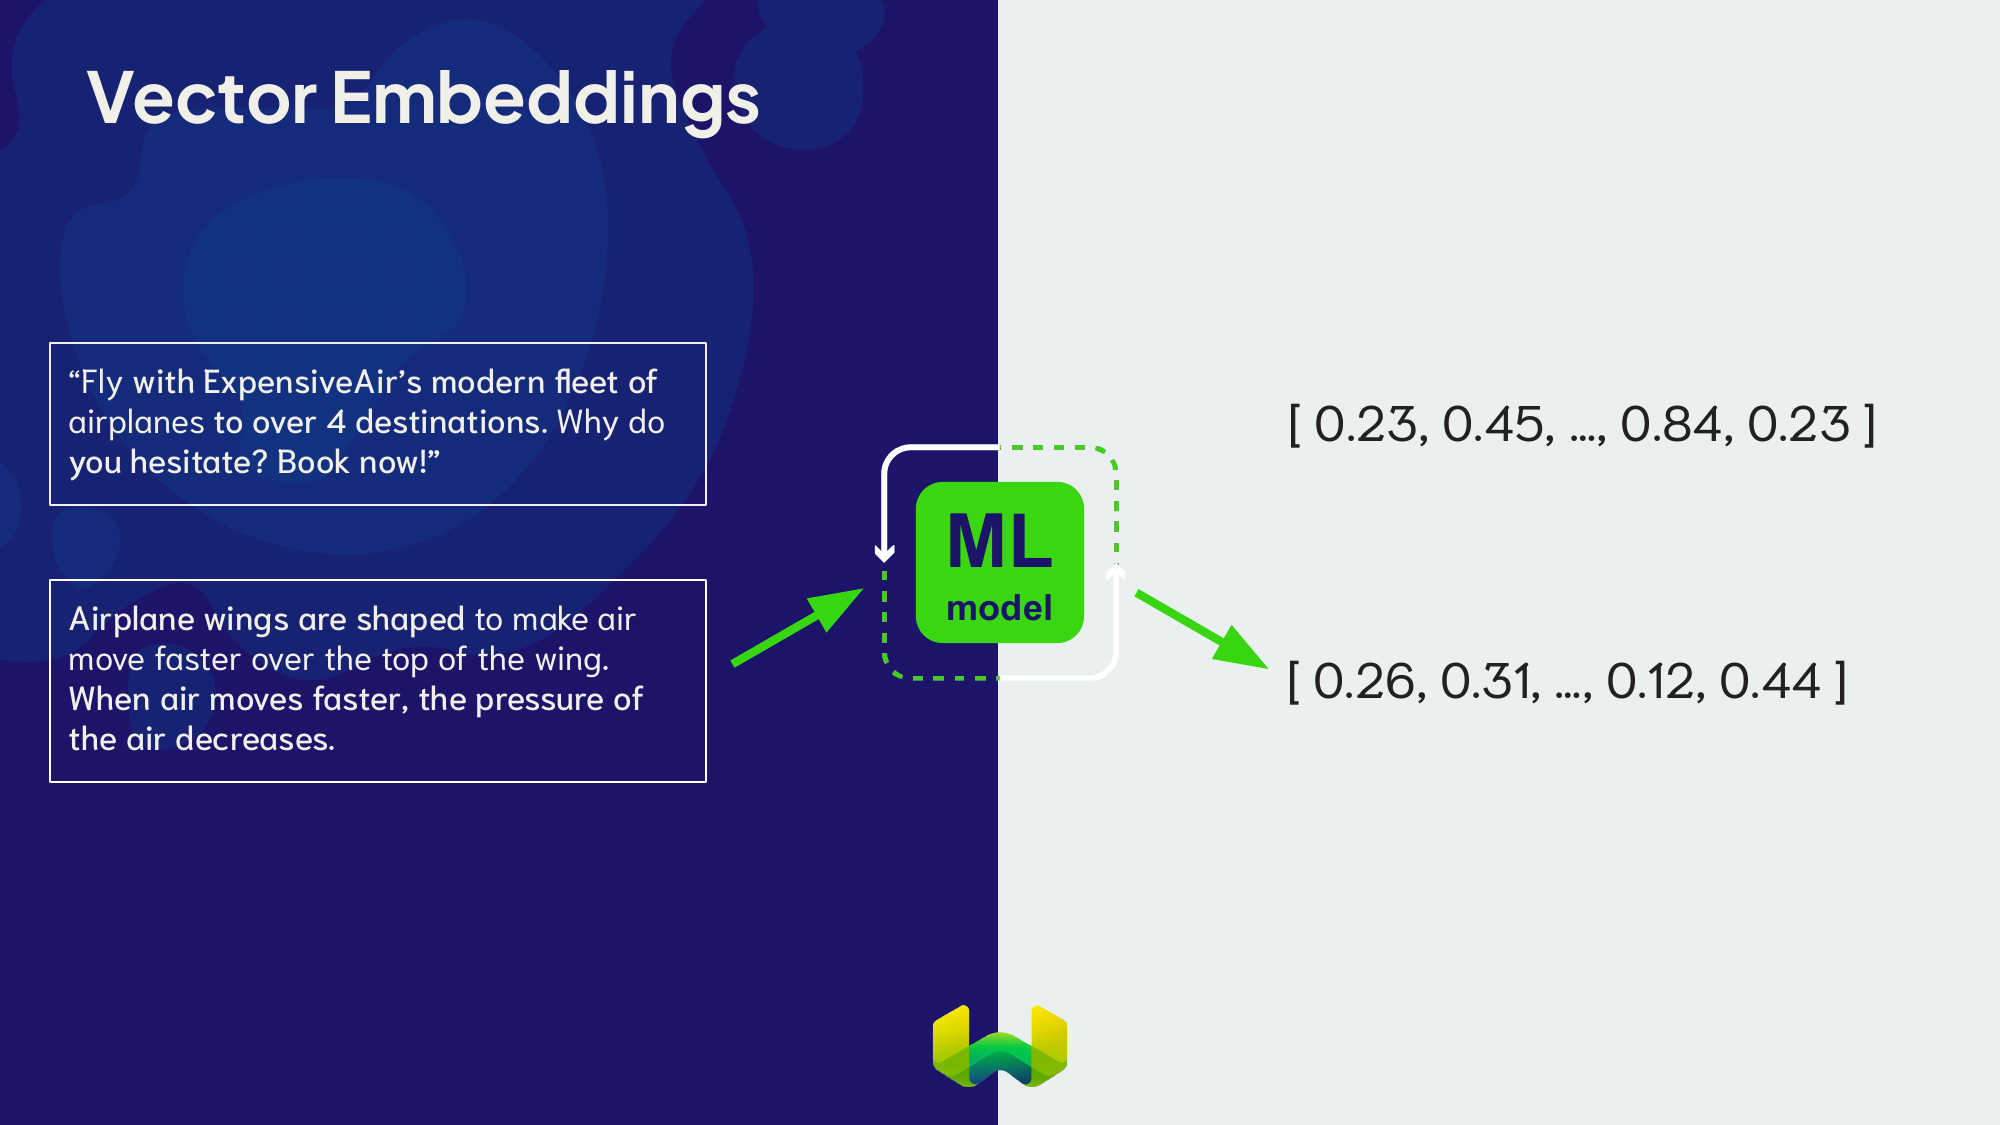 Vector Embeddings
“Fly with ExpensiveAir’s modern fleet of
airplanes to over 4 destinations. Why do
you hesitate? Book now!”
Airplane wings are shaped to make air
move faster over the top of the wing.
When air moves faster, the pressure of
the air decreases.
ML
model
[ 0.23, 0.45, ..., 0.84, 0.23 ]
[ 0.26, 0.31, ..., 0.12, 0.44 ]